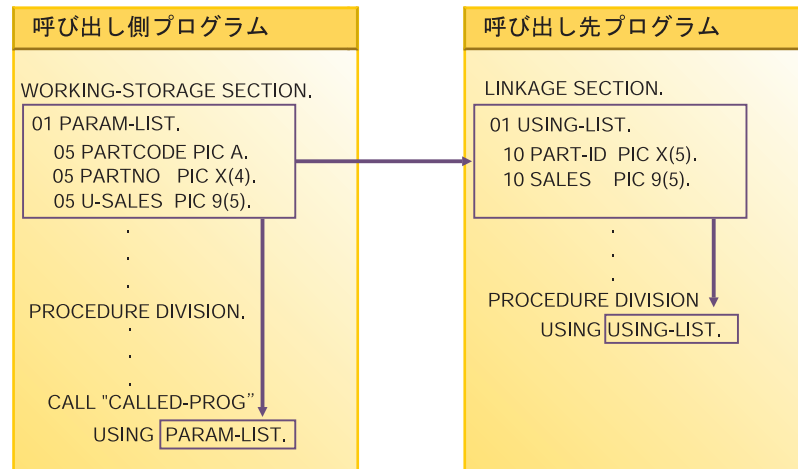 呼び出し側プログラム
WORKING-STORAGE SECTION.
01 PARAM-LIST.
05 PARTCODE PIC A.
05 PARTNO PIC X(4).
05 U-SALES PIC 9(5).
.
.
.
PROCEDURE DIVISION.
.
.
.
CALL "CALLED-PROG”
USING PARAM-LIST.
呼び出し先プログラム
LINKAGE SECTION.
01 USING-LIST.
10 PART-ID PIC X(5).
10 SALES PIC 9(5).
.
.
.
PROCEDURE DIVISION
USING USING-LIST.